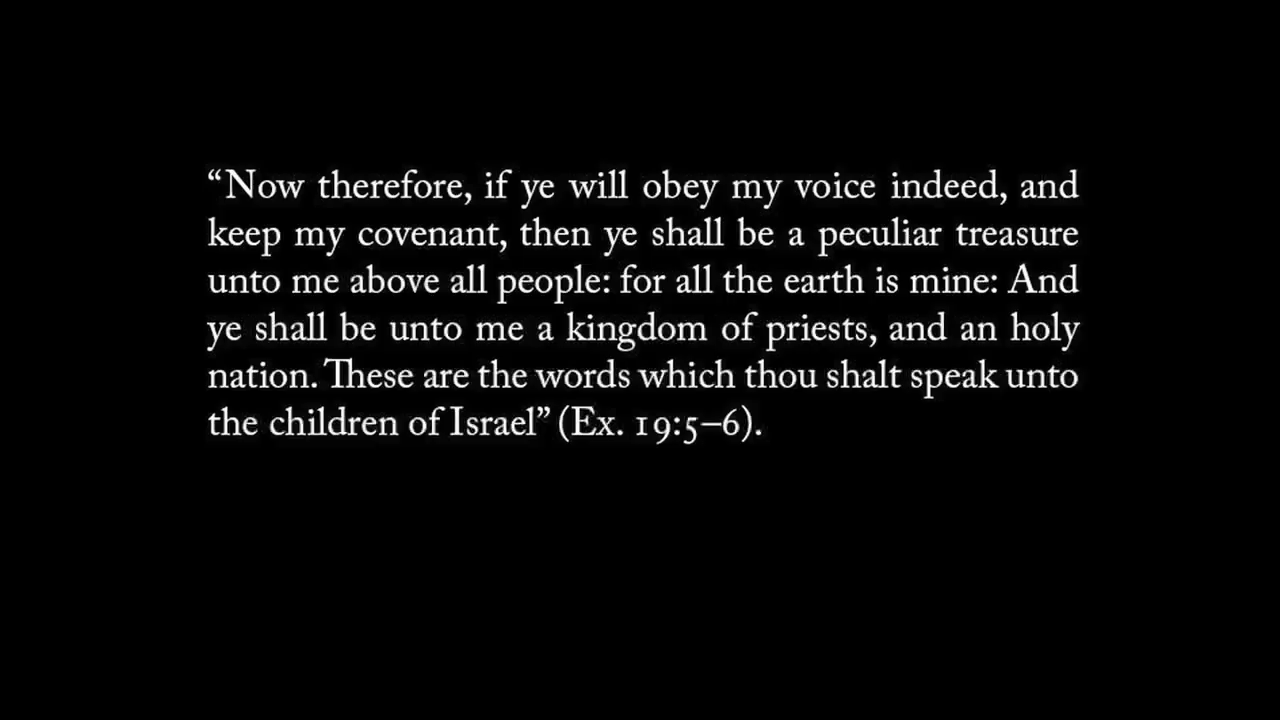 “Now therefore, if ye will obey my voice indeed, and
keep my covenant, then ye shall be a peculiar treasure
unto me above all people: for all the earth is mine: And
ye shall be unto me a kingdom of priests, and an holy
nation. These are the words which thou shalt speak unto
the children of Israel” (Ex. 19:5–6).